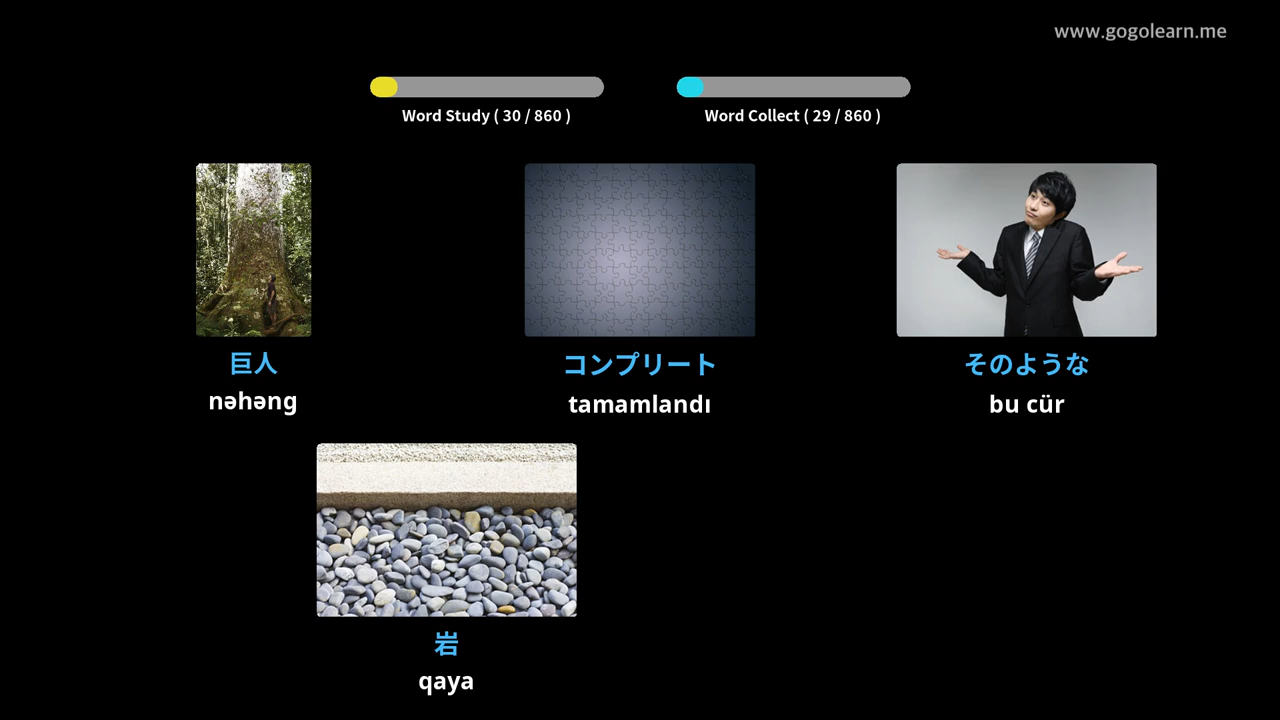 www.gogolearn.me
Word Study ( 30 / 860 )
Word Collect ( 29 / 860 )
巨人
nəhəng
コンプリート
tamamlandı
そのような
bu cür
岩
qaya